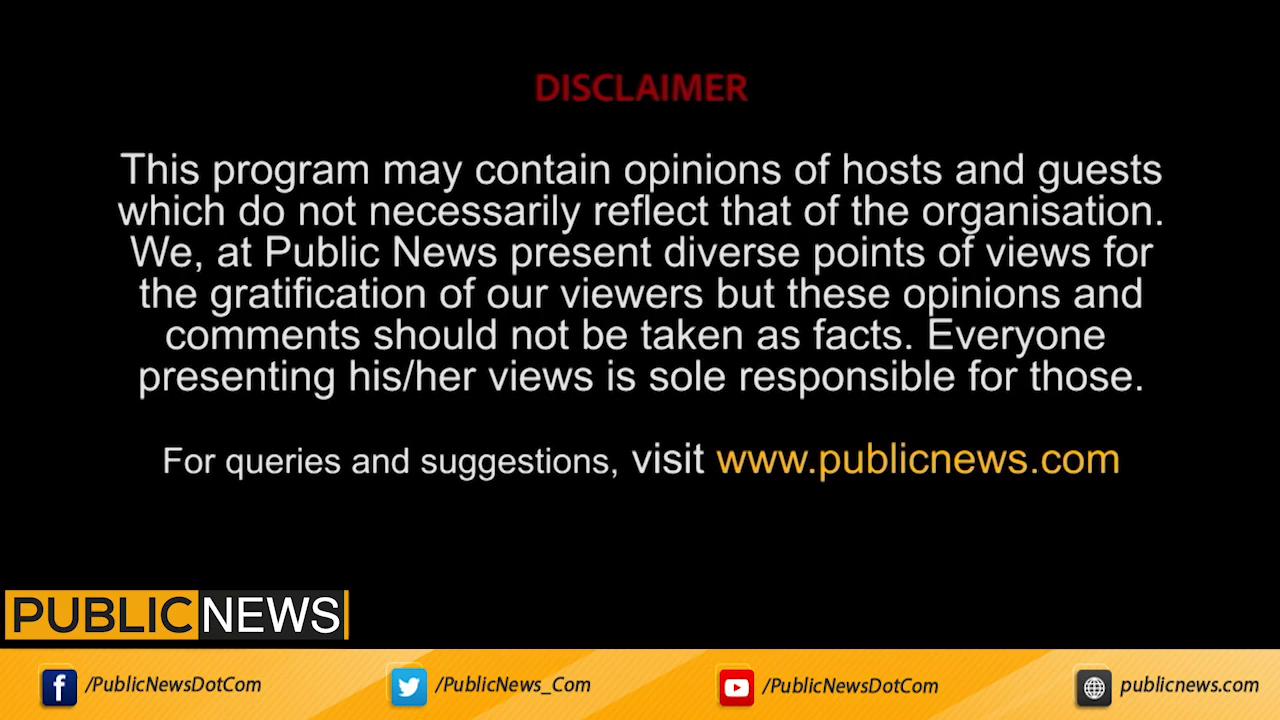 DISCLAIMER
This program may contain opinions of hosts and guests
which do not necessarily reflect that of the organisation.
We, at Public News present diverse points of views for
the gratification of our viewers but these opinions and
comments should not be taken as facts. Everyone
presenting his/her views is sole responsible for those.
For queries and suggestions, visit www.publicnews.com
PUBLIC NEWS
/PublicNewsDotCom /PublicNews_Com /PublicNewsDotCom publicnews.com